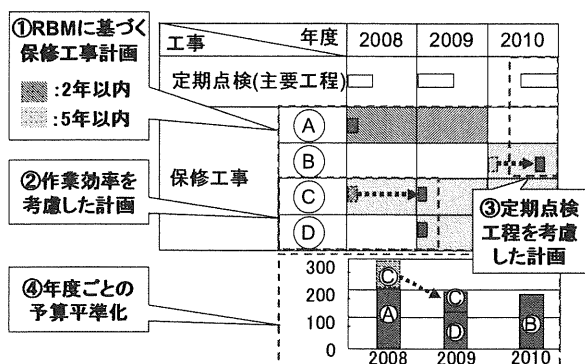 ①RBMに基づく
保修工事計画
:2年以内
:5年以内
②作業効率を
考慮した計画
④年度ごとの
予算平準化
工事 年度 2008 2009 2010
定期点検(主要工程)
保修工事
A
B
C
D
③定期点検
工程を考慮
した計画
300
200
100
0
C
A
C
D
B
2008 2009 2010